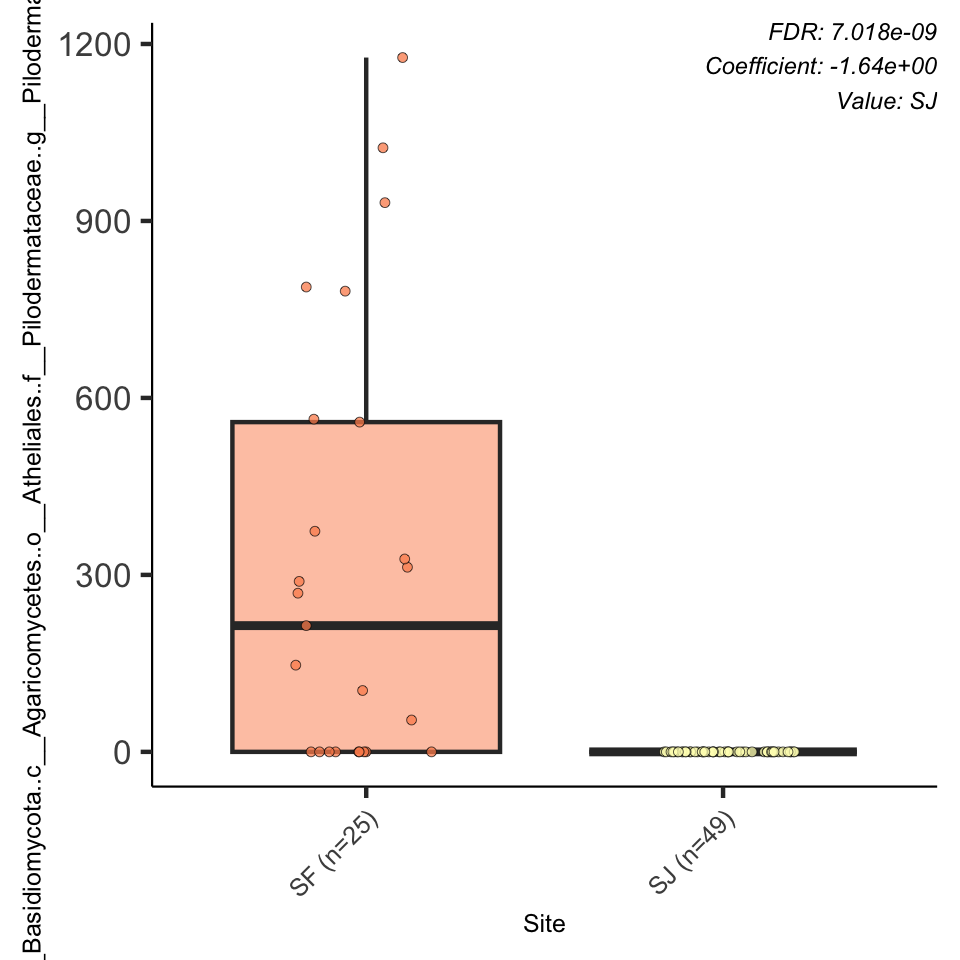 _Basidiomycota..c__Agaricomycetes..o__Atheliales..f__Pilodermataceae..g__Piloderma
1200
900
600
300
0
FDR: 7.018e-09
Coefficient: -1.64e+00
Value: SJ
SF (n=25)
SJ (n=49)
Site